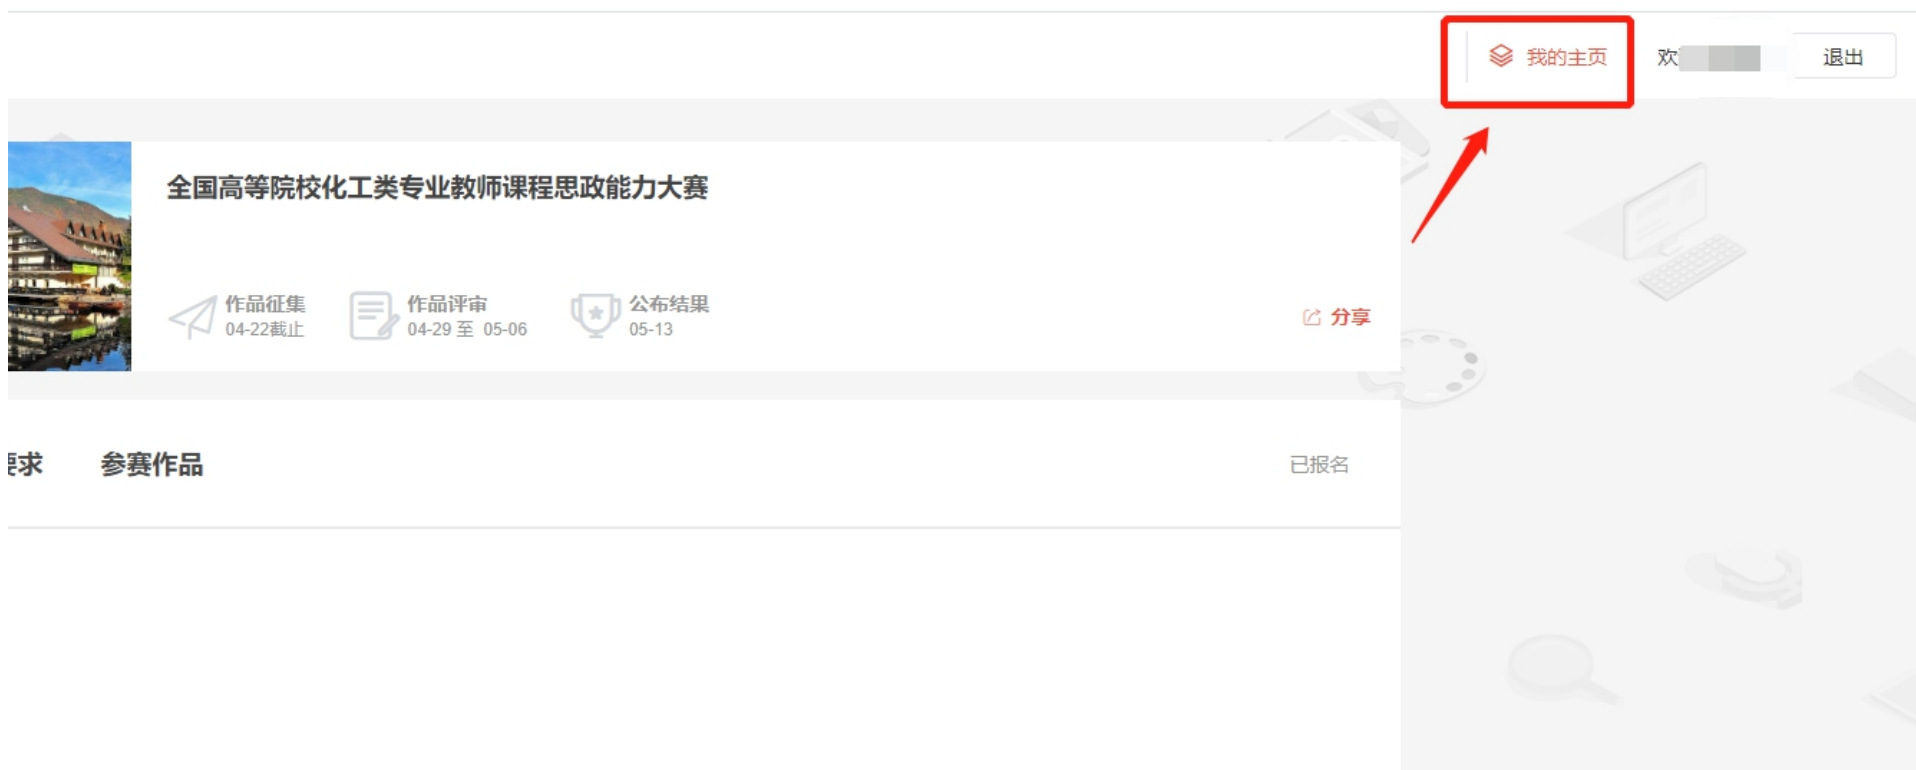 我的主页 欢 退出
全国高等院校化工类专业教师课程思政能力大赛
作品征集 作品评审 公布结果
04-22截止 04-29 至 05-06 05-13
分享
求 参赛作品 已报名